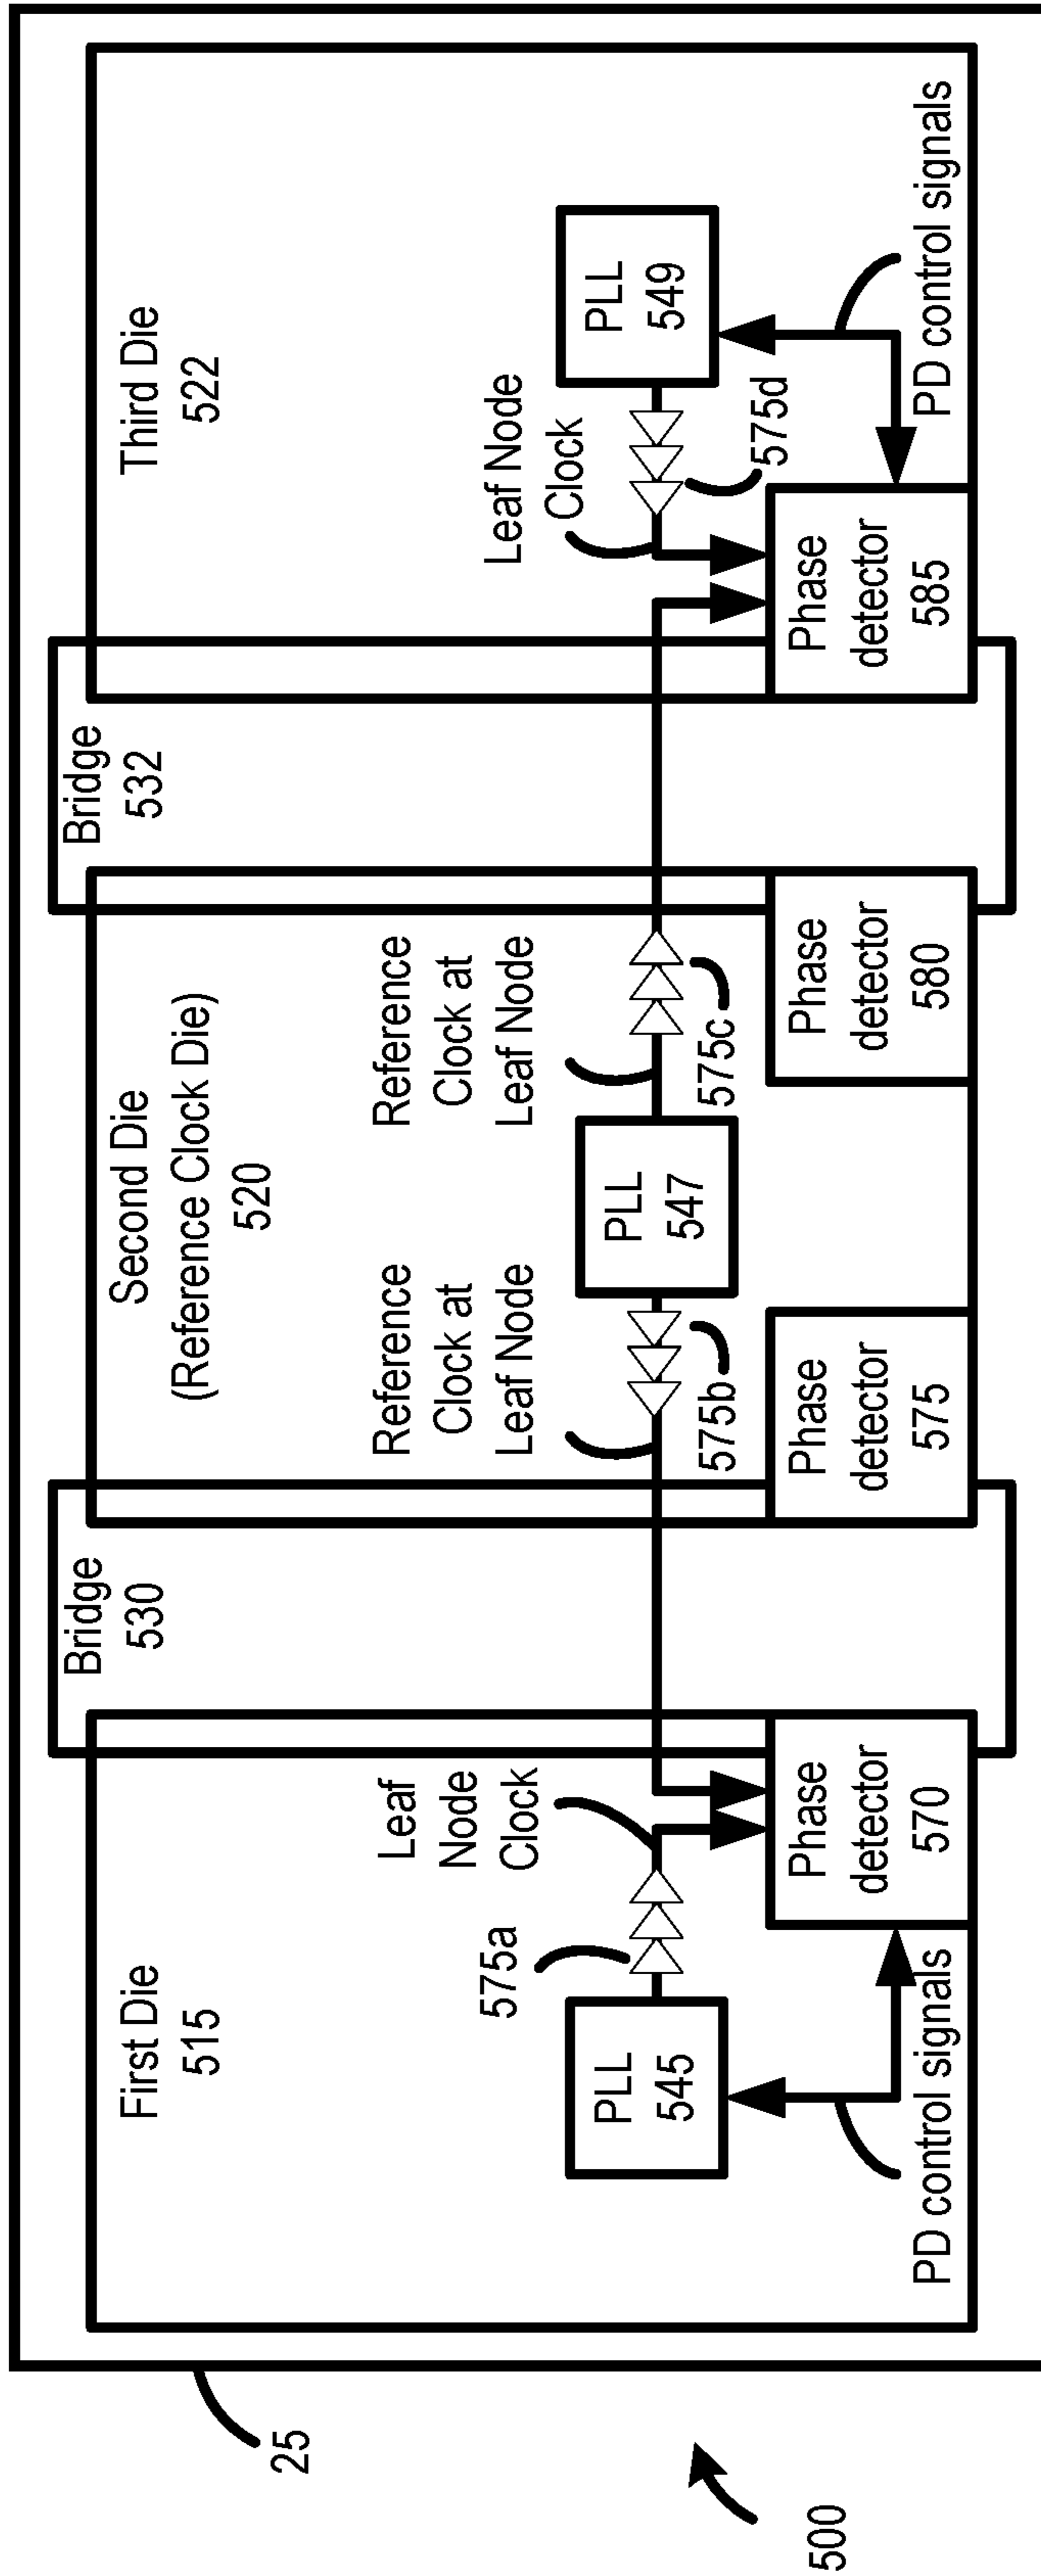 First Die
515
Bridge
530
Second Die
(Reference Clock Die)
520
Bridge
532
Third Die
522
PLL
545
575a
Leaf
Node
Clock
Reference
Clock at
Leaf Node
575b
PLL
547
Reference
Clock at
Leaf Node
575c
Leaf Node
Clock
575d
PLL
549
PD control signals
Phase
detector
570
Phase
detector
575
Phase
detector
580
Phase
detector
585
PD control signals
25
500